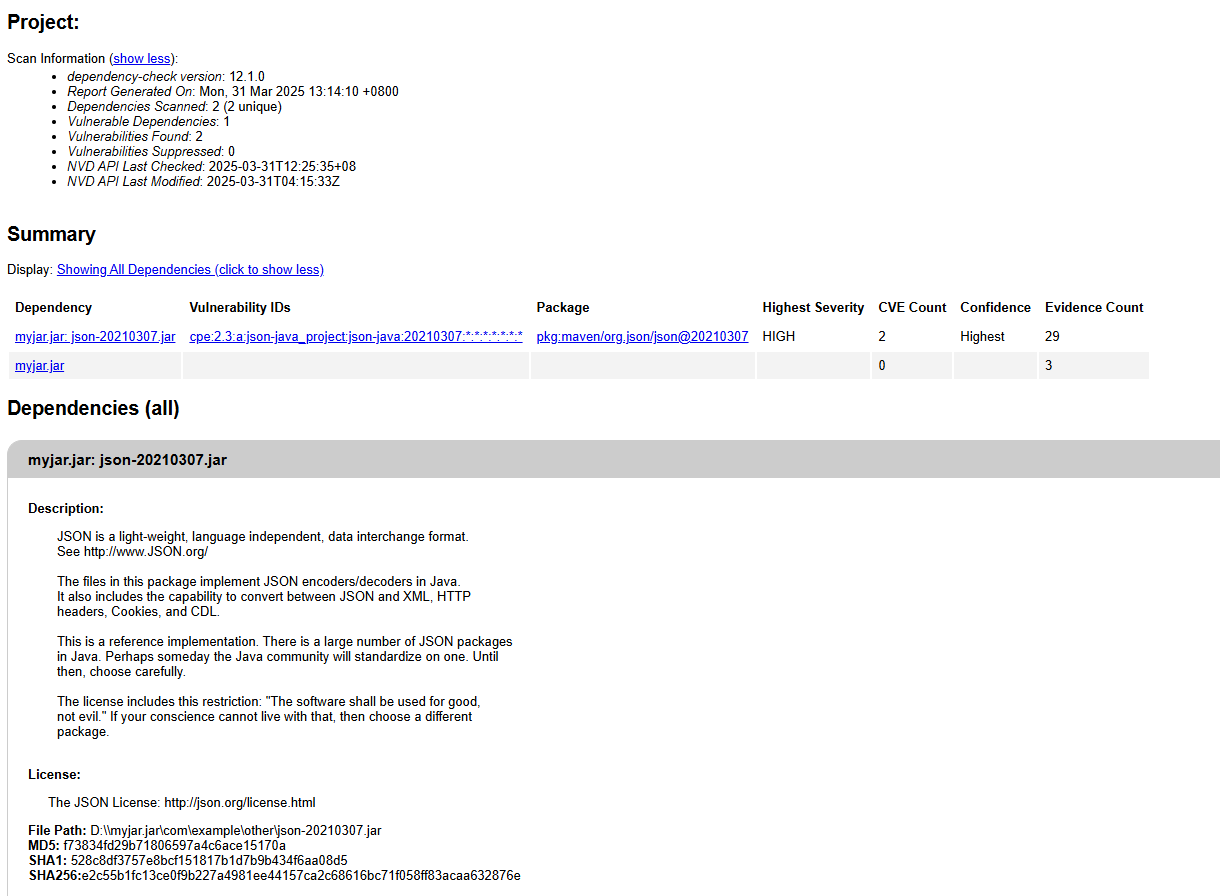 Project:
Scan Information (show less):
• dependency-check version: 12.1.0
• Report Generated On: Mon, 31 Mar 2025 13:14:10 +0800
• Dependencies Scanned: 2 (2 unique)
• Vulnerable Dependencies: 1
• Vulnerabilities Found: 2
• Vulnerabilities Suppressed: 0
• NVD API Last Checked: 2025-03-31T12:25:35+08
• NVD API Last Modified: 2025-03-31T04:15:33Z
Summary
Display: Showing All Dependencies (click to show less)
Dependency Vulnerability IDs Package Highest Severity CVE Count Confidence Evidence Count
myjar.jar: json-20210307.jar cpe:2.3:a:json-java_project:json-java:20210307:*:*:*:*:*:*:* pkg:maven/org.json/json@20210307 HIGH 2 Highest 29
myjar.jar 0 3
Dependencies (all)
myjar.jar: json-20210307.jar
Description:
JSON is a light-weight, language independent, data interchange format.
See http://www.JSON.org/
The files in this package implement JSON encoders/decoders in Java.
It also includes the capability to convert between JSON and XML, HTTP
headers, Cookies, and CDL.
This is a reference implementation. There is a large number of JSON packages
in Java. Perhaps someday the Java community will standardize on one. Until
then, choose carefully.
The license includes this restriction: "The software shall be used for good,
not evil." If your conscience cannot live with that, then choose a different
package.
License:
The JSON License: http://json.org/license.html
File Path: D:\\myjar.jar\com\example\other\json-20210307.jar
MD5: f73834fd29b71806597a4c6ace15170a
SHA1: 528c8df3757e8bcf151817b1d7b9b434f6aa08d5
SHA256:e2c55b1fc13ce0f9b227a4981ee44157ca2c68616bc71f058ff83acaa632876e